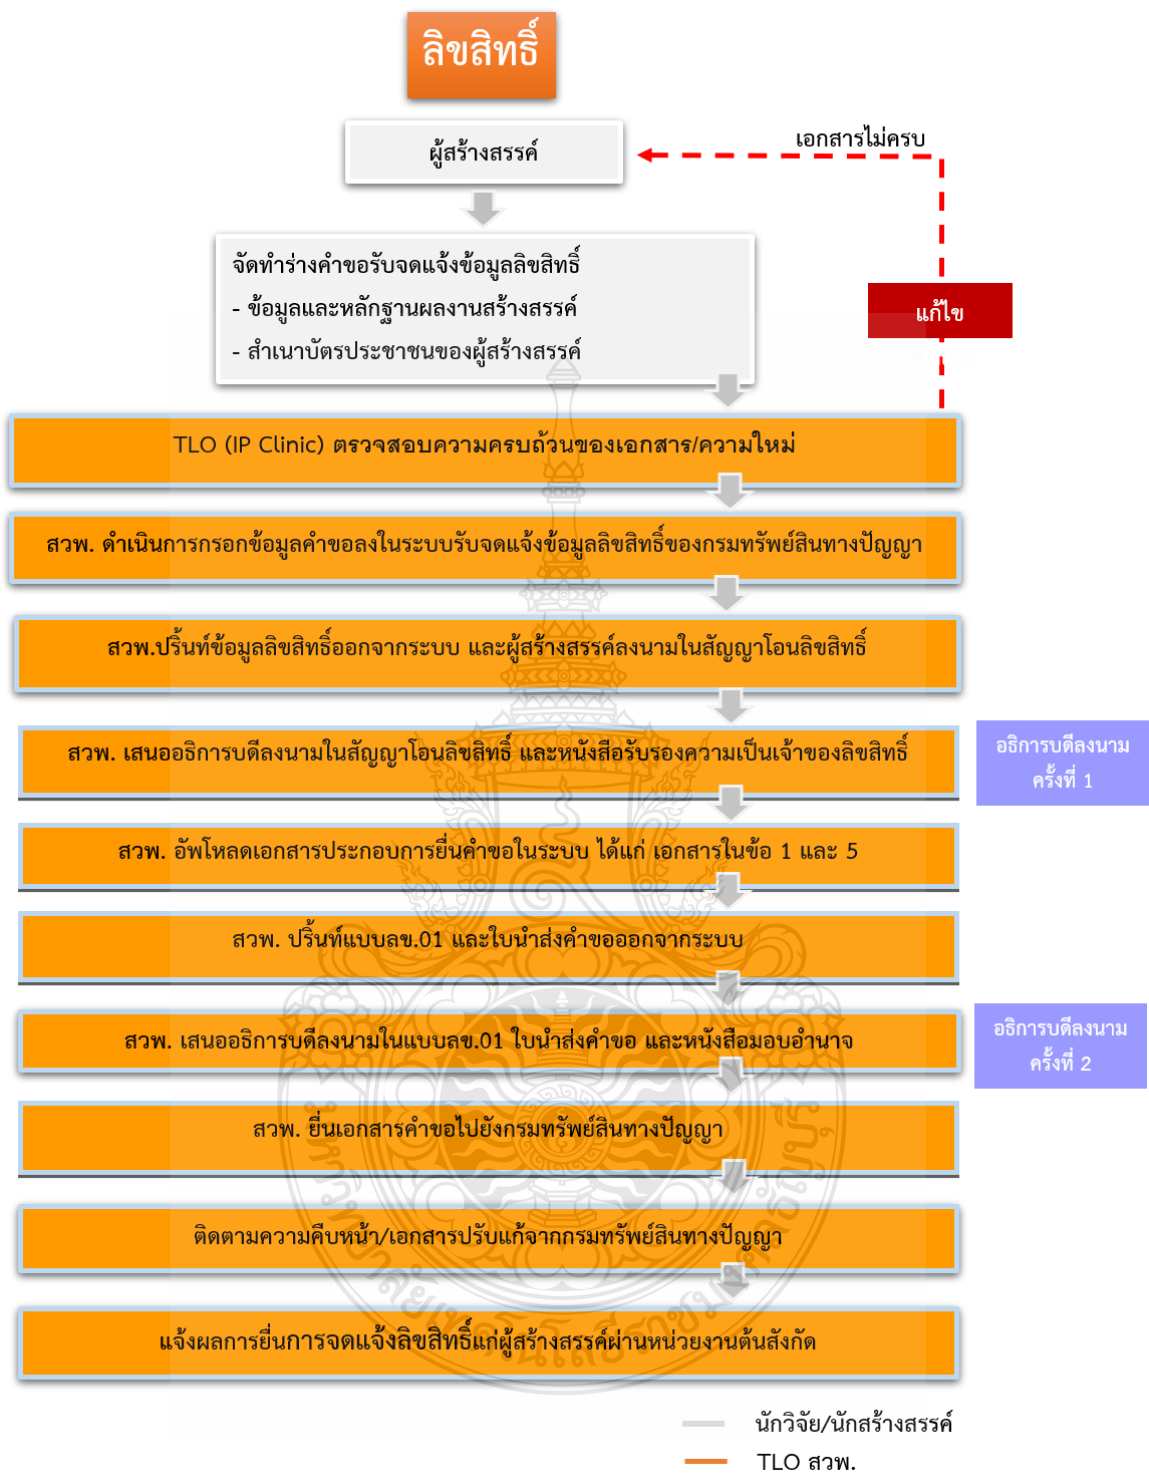 ลิขสิทธิ์
ผู้สร้างสรรค์
เอกสารไม่ครบ
จัดทำร่างคำขอรับจดแจ้งข้อมูลลิขสิทธิ์
- ข้อมูลและหลักฐานผลงานสร้างสรรค์
- สำเนาบัตรประชาชนของผู้สร้างสรรค์
แก้ไข
TLO (IP Clinic) ตรวจสอบความครบถ้วนของเอกสาร/ความใหม่
สวพ. ดำเนินการกรอกข้อมูลคำขอลงในระบบรับจดแจ้งข้อมูลลิขสิทธิ์ของกรมทรัพย์สินทางปัญญา
สวพ.ปริ้นท์ข้อมูลลิขสิทธิ์ออกจากระบบ และผู้สร้างสรรค์ลงนามในสัญญาโอนลิขสิทธิ์
สวพ. เสนออธิการบดีลงนามในสัญญาโอนลิขสิทธิ์ และหนังสือรับรองความเป็นเจ้าของลิขสิทธิ์
อธิการบดีลงนาม
ครั้งที่ 1
สวพ. อัพโหลดเอกสารประกอบการยื่นคำขอในระบบ ได้แก่ เอกสารในข้อ 1 และ 5
สวพ. ปริ้นท์แบบลข.01 และใบนำส่งคำขอออกจากระบบ
สวพ. เสนออธิการบดีลงนามในแบบลข.01 ใบนำส่งคำขอ และหนังสือมอบอำนาจ
อธิการบดีลงนาม
ครั้งที่ 2
สวพ. ยื่นเอกสารคำขอไปยังกรมทรัพย์สินทางปัญญา
ติดตามความคืบหน้า/เอกสารปรับแก้จากกรมทรัพย์สินทางปัญญา
แจ้งผลการยื่นการจดแจ้งลิขสิทธิ์แก่ผู้สร้างสรรค์ผ่านหน่วยงานต้นสังกัด
มหาวิทยาลัยเทคโนโลยีราชมงคลธัญบุรี
นักวิจัย/นักสร้างสรรค์
TLO สวพ.